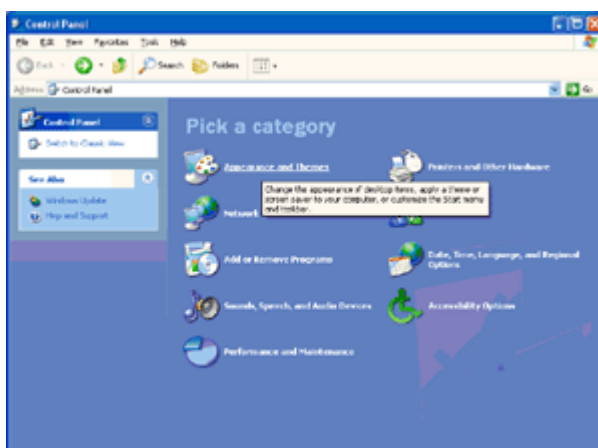 Control Panel
File Edit View Favorites Tools Help
Back Search Folders
Address Control Panel Go
Control Panel
Switch to Classic View
See Also
Windows Update
Help and Support
Pick a category
Appearance and Themes
Printers and Other Hardware
Change the appearance of desktop items, apply a theme or
screen saver to your computer, or customize the Start menu
and taskbar.
Network
Add or Remove Programs
Date, Time, Language, and Regional
Options
Sounds, Speech, and Audio Devices
Accessibility Options
Performance and Maintenance